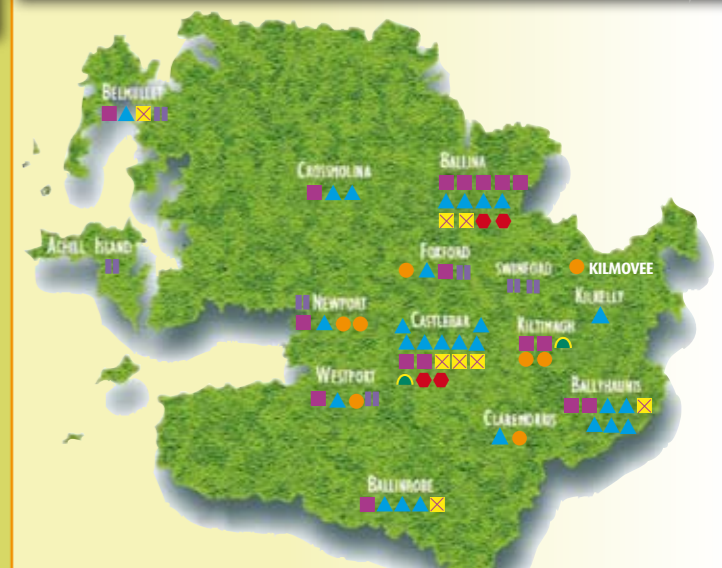 BELMULLET
CROSSMOLINA
BALLINA
ACHILL ISLAND
FOXFORD
SWINFORD
KILMOVEE
KILKELLY
NEWPORT
CASTLEBAR
KILTIMAGH
WESTPORT
BALLYHAUNIS
CLAREMORRIS
BALLINROBE